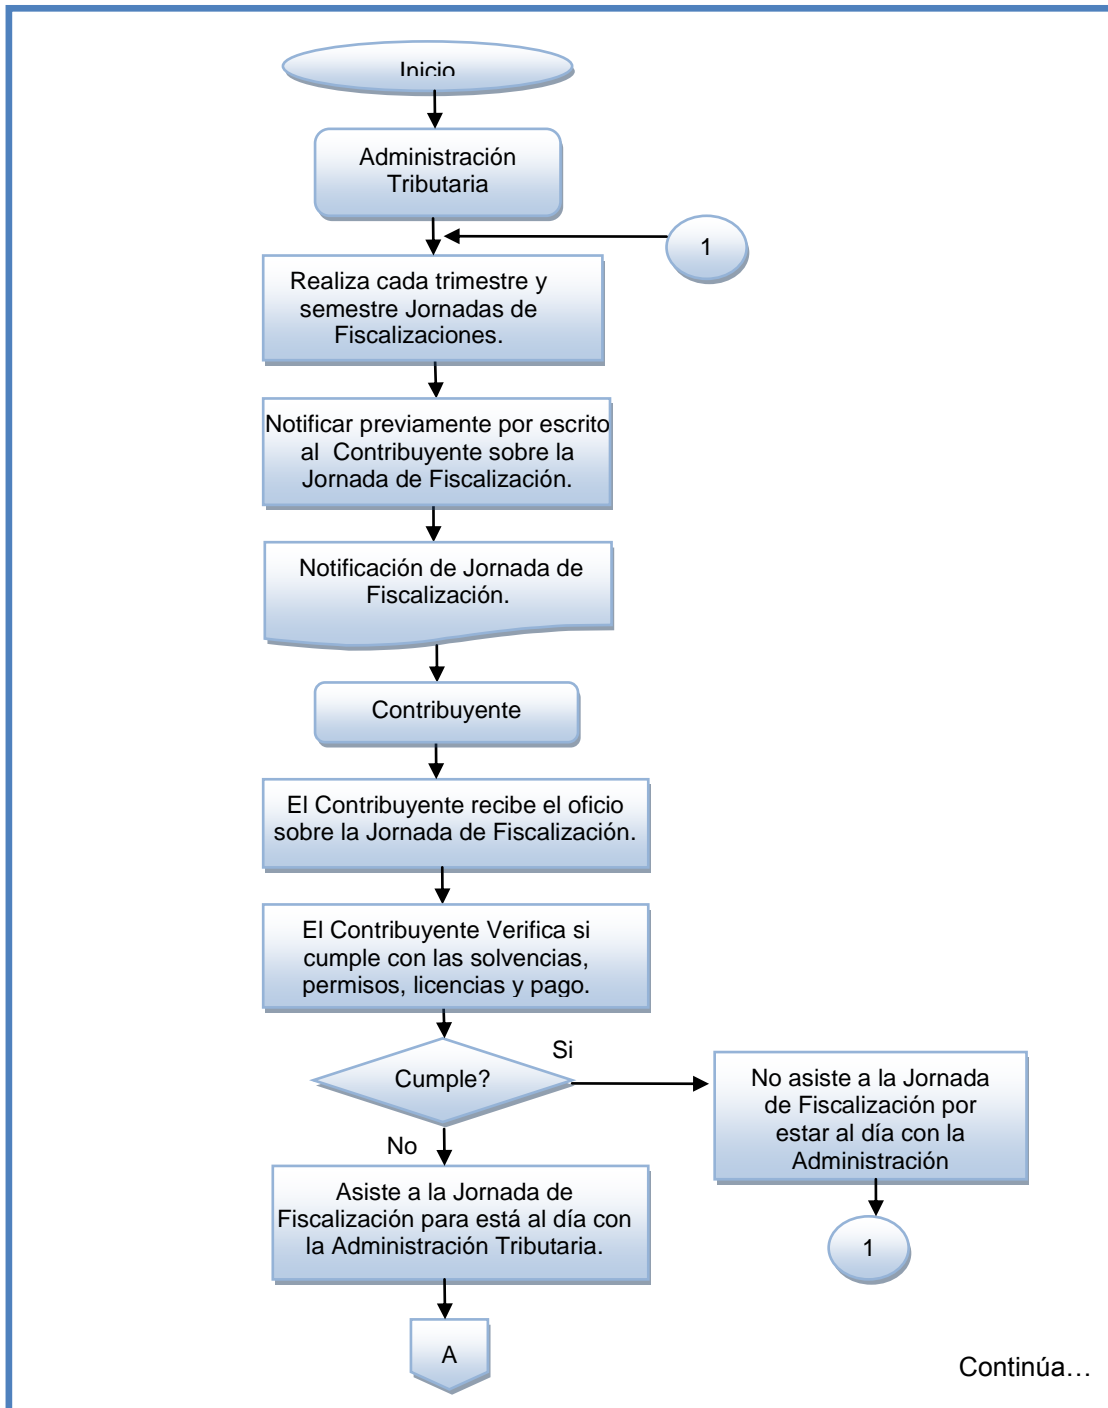 Inicio
Administración
Tributaria
1
Realiza cada trimestre y
semestre Jornadas de
Fiscalizaciones.
Notificar previamente por escrito
al Contribuyente sobre la
Jornada de Fiscalización.
Notificación de Jornada de
Fiscalización.
Contribuyente
El Contribuyente recibe el oficio
sobre la Jornada de Fiscalización.
El Contribuyente Verifica si
cumple con las solvencias,
permisos, licencias y pago.
Cumple?
Si
No asiste a la Jornada
de Fiscalización por
estar al día con la
Administración
1
No
Asiste a la Jornada de
Fiscalización para está al día con
la Administración Tributaria.
A
Continúa…